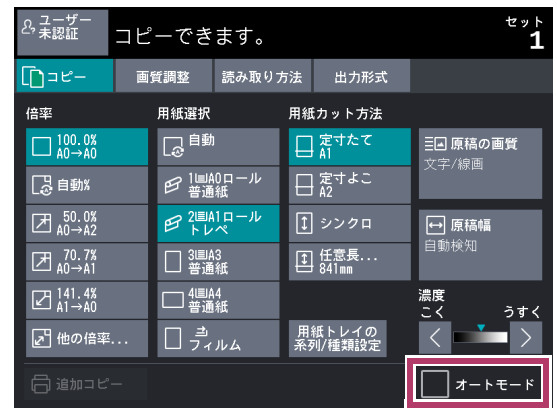 ユーザー
未認証
コピーできます。
セット
1
コピー
画質調整
読み取り方法
出力形式
倍率
用紙選択
用紙カット方法
100.0%
A0→A0
自動
定寸たて
A1
原稿の画質
文字/線画
自動%
1 A0ロール
普通紙
定寸よこ
A2
50.0%
A0→A2
2 A1ロール
トレペ
シンクロ
原稿幅
自動検知
70.7%
A0→A1
3 A3
普通紙
任意長...
841mm
141.4%
A1→A0
4 A4
普通紙
濃度
こく
うすく
他の倍率...
フィルム
用紙トレイの
系列/種類設定
追加コピー
オートモード